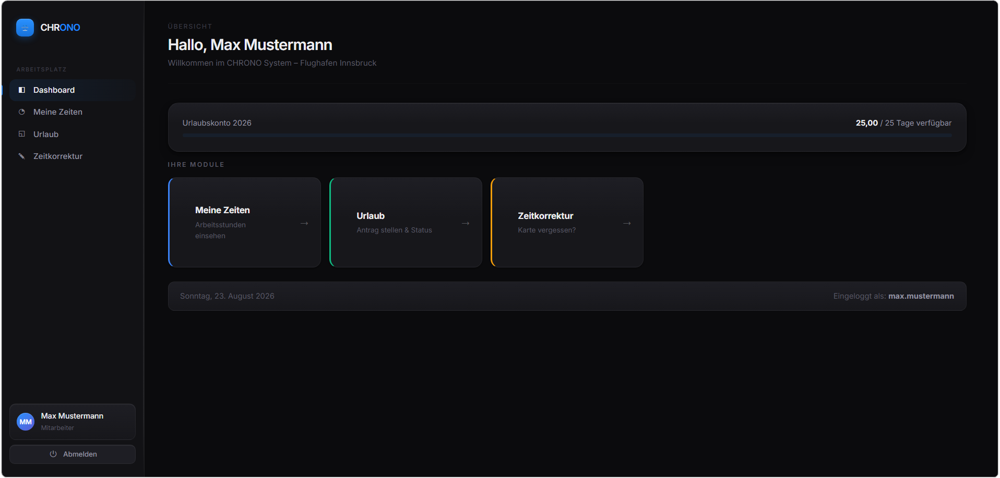 CHRONO
ARBEITSPLATZ
Dashboard
Meine Zeiten
Urlaub
Zeitkorrektur
Max Mustermann
MM
Mitarbeiter
Abmelden
ÜBERSICHT
Hallo, Max Mustermann
Willkommen im CHRONO System – Flughafen Innsbruck
Urlaubskonto 2026
25,00 / 25 Tage verfügbar
IHRE MODULE
Meine Zeiten
Arbeitsstunden
einsehen
→
Urlaub
Antrag stellen & Status
→
Zeitkorrektur
Karte vergessen?
→
Sonntag, 23. August 2026
Eingeloggt als: max.mustermann